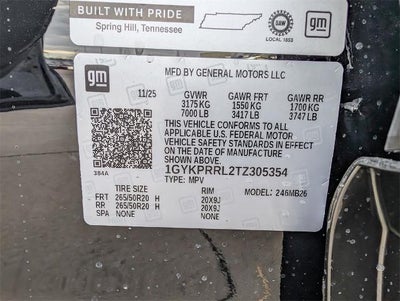 BUILT WITH PRIDE
Spring Hill, Tennessee
LOCAL 1853
gm
gm
MFD BY GENERAL MOTORS LLC
11/25 GVWR GAWR FRT GAWR RR
3175KG 1550 KG 1700 KG
7000 LB 3417 LB 3747 LB
THIS VEHICLE CONFORMS TO ALL
APPLICABLE U.S. FEDERAL MOTOR
VEHICLE SAFETY STANDARDS IN EFFECT
ON THE DATE OF MANUFACTURE
SHOWN ABOVE.
1GYKPRRL2TZ305354
384A TYPE: MPV
TIRE SIZE RIM MODEL: 246MB26
FRT 265/50R20 H 20X9J
RR 265/50R20 H 20X9J
SPA NONE NONE